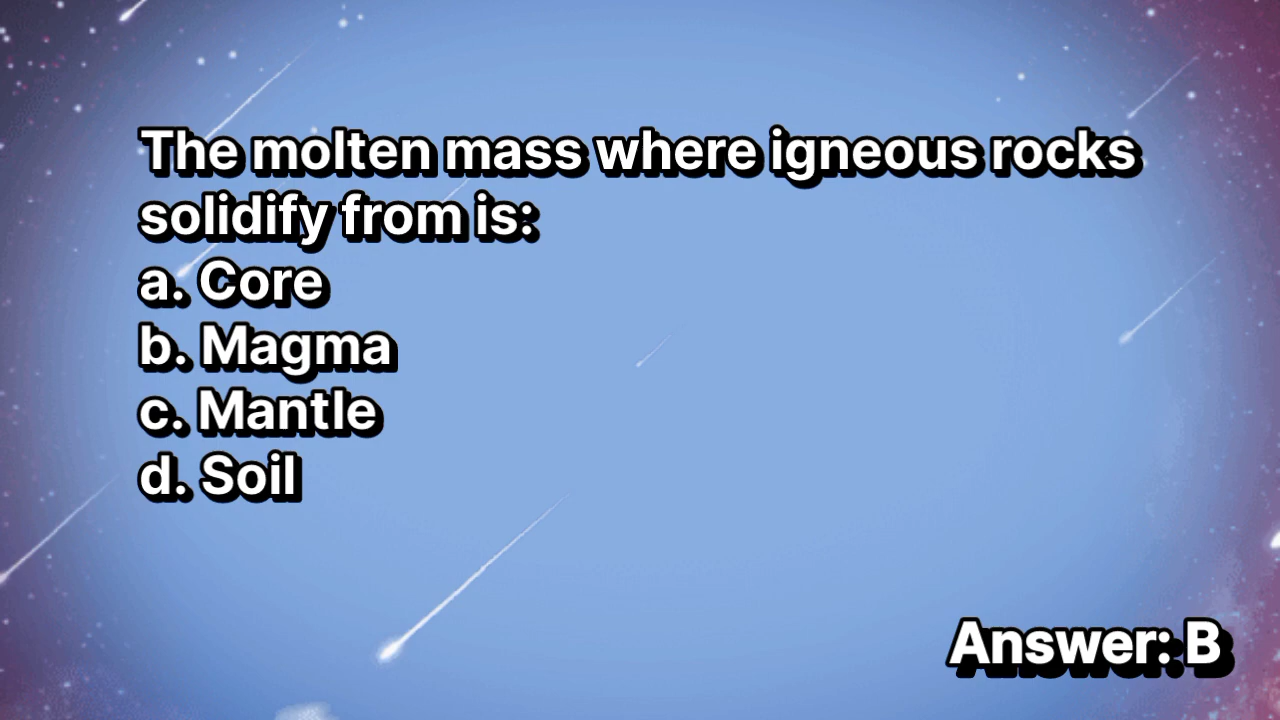 The molten mass where igneous rocks
solidify from is:
a. Core
b. Magma
c. Mantle
d. Soil
Answer: B